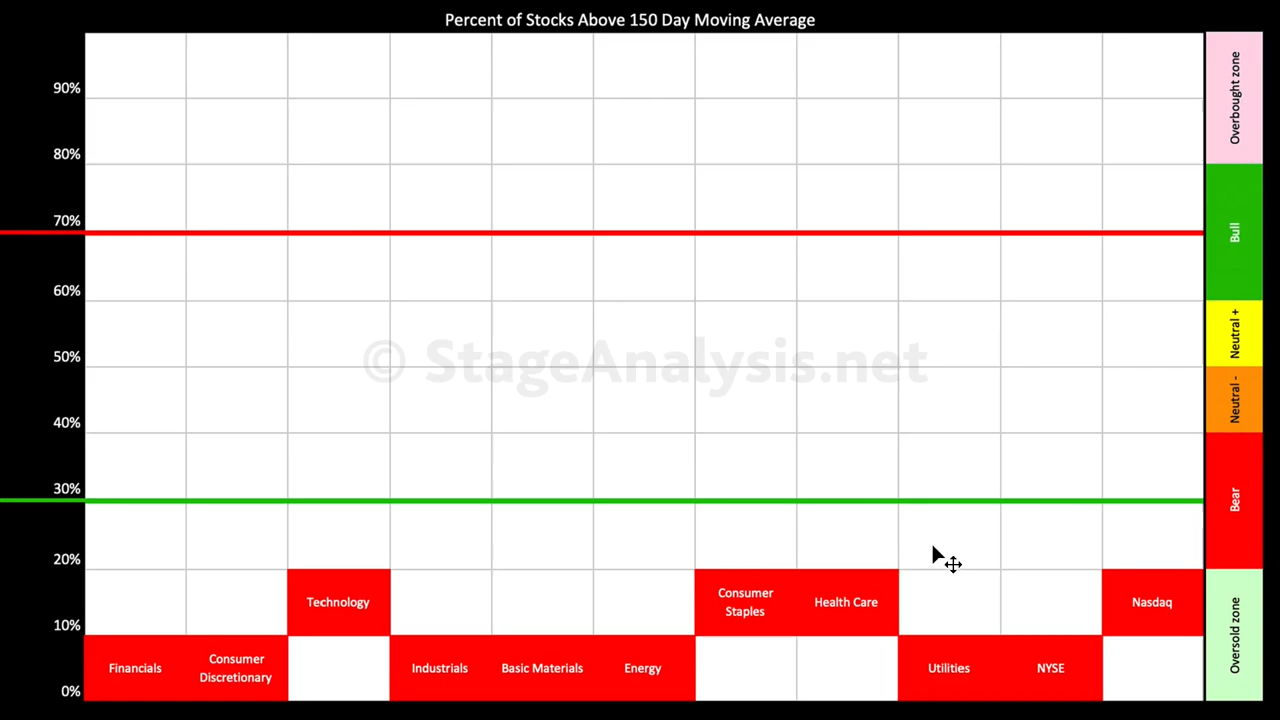 Percent of Stocks Above 150 Day Moving Average
90%
80%
70%
60%
50%
40%
30%
20%
10%
0%
Overbought zone
Bull
Neutral +
Neutral -
Bear
Oversold zone
© StageAnalysis.net
Technology
Consumer
Staples
Health Care
Nasdaq
Financials
Consumer
Discretionary
Industrials
Basic Materials
Energy
Utilities
NYSE